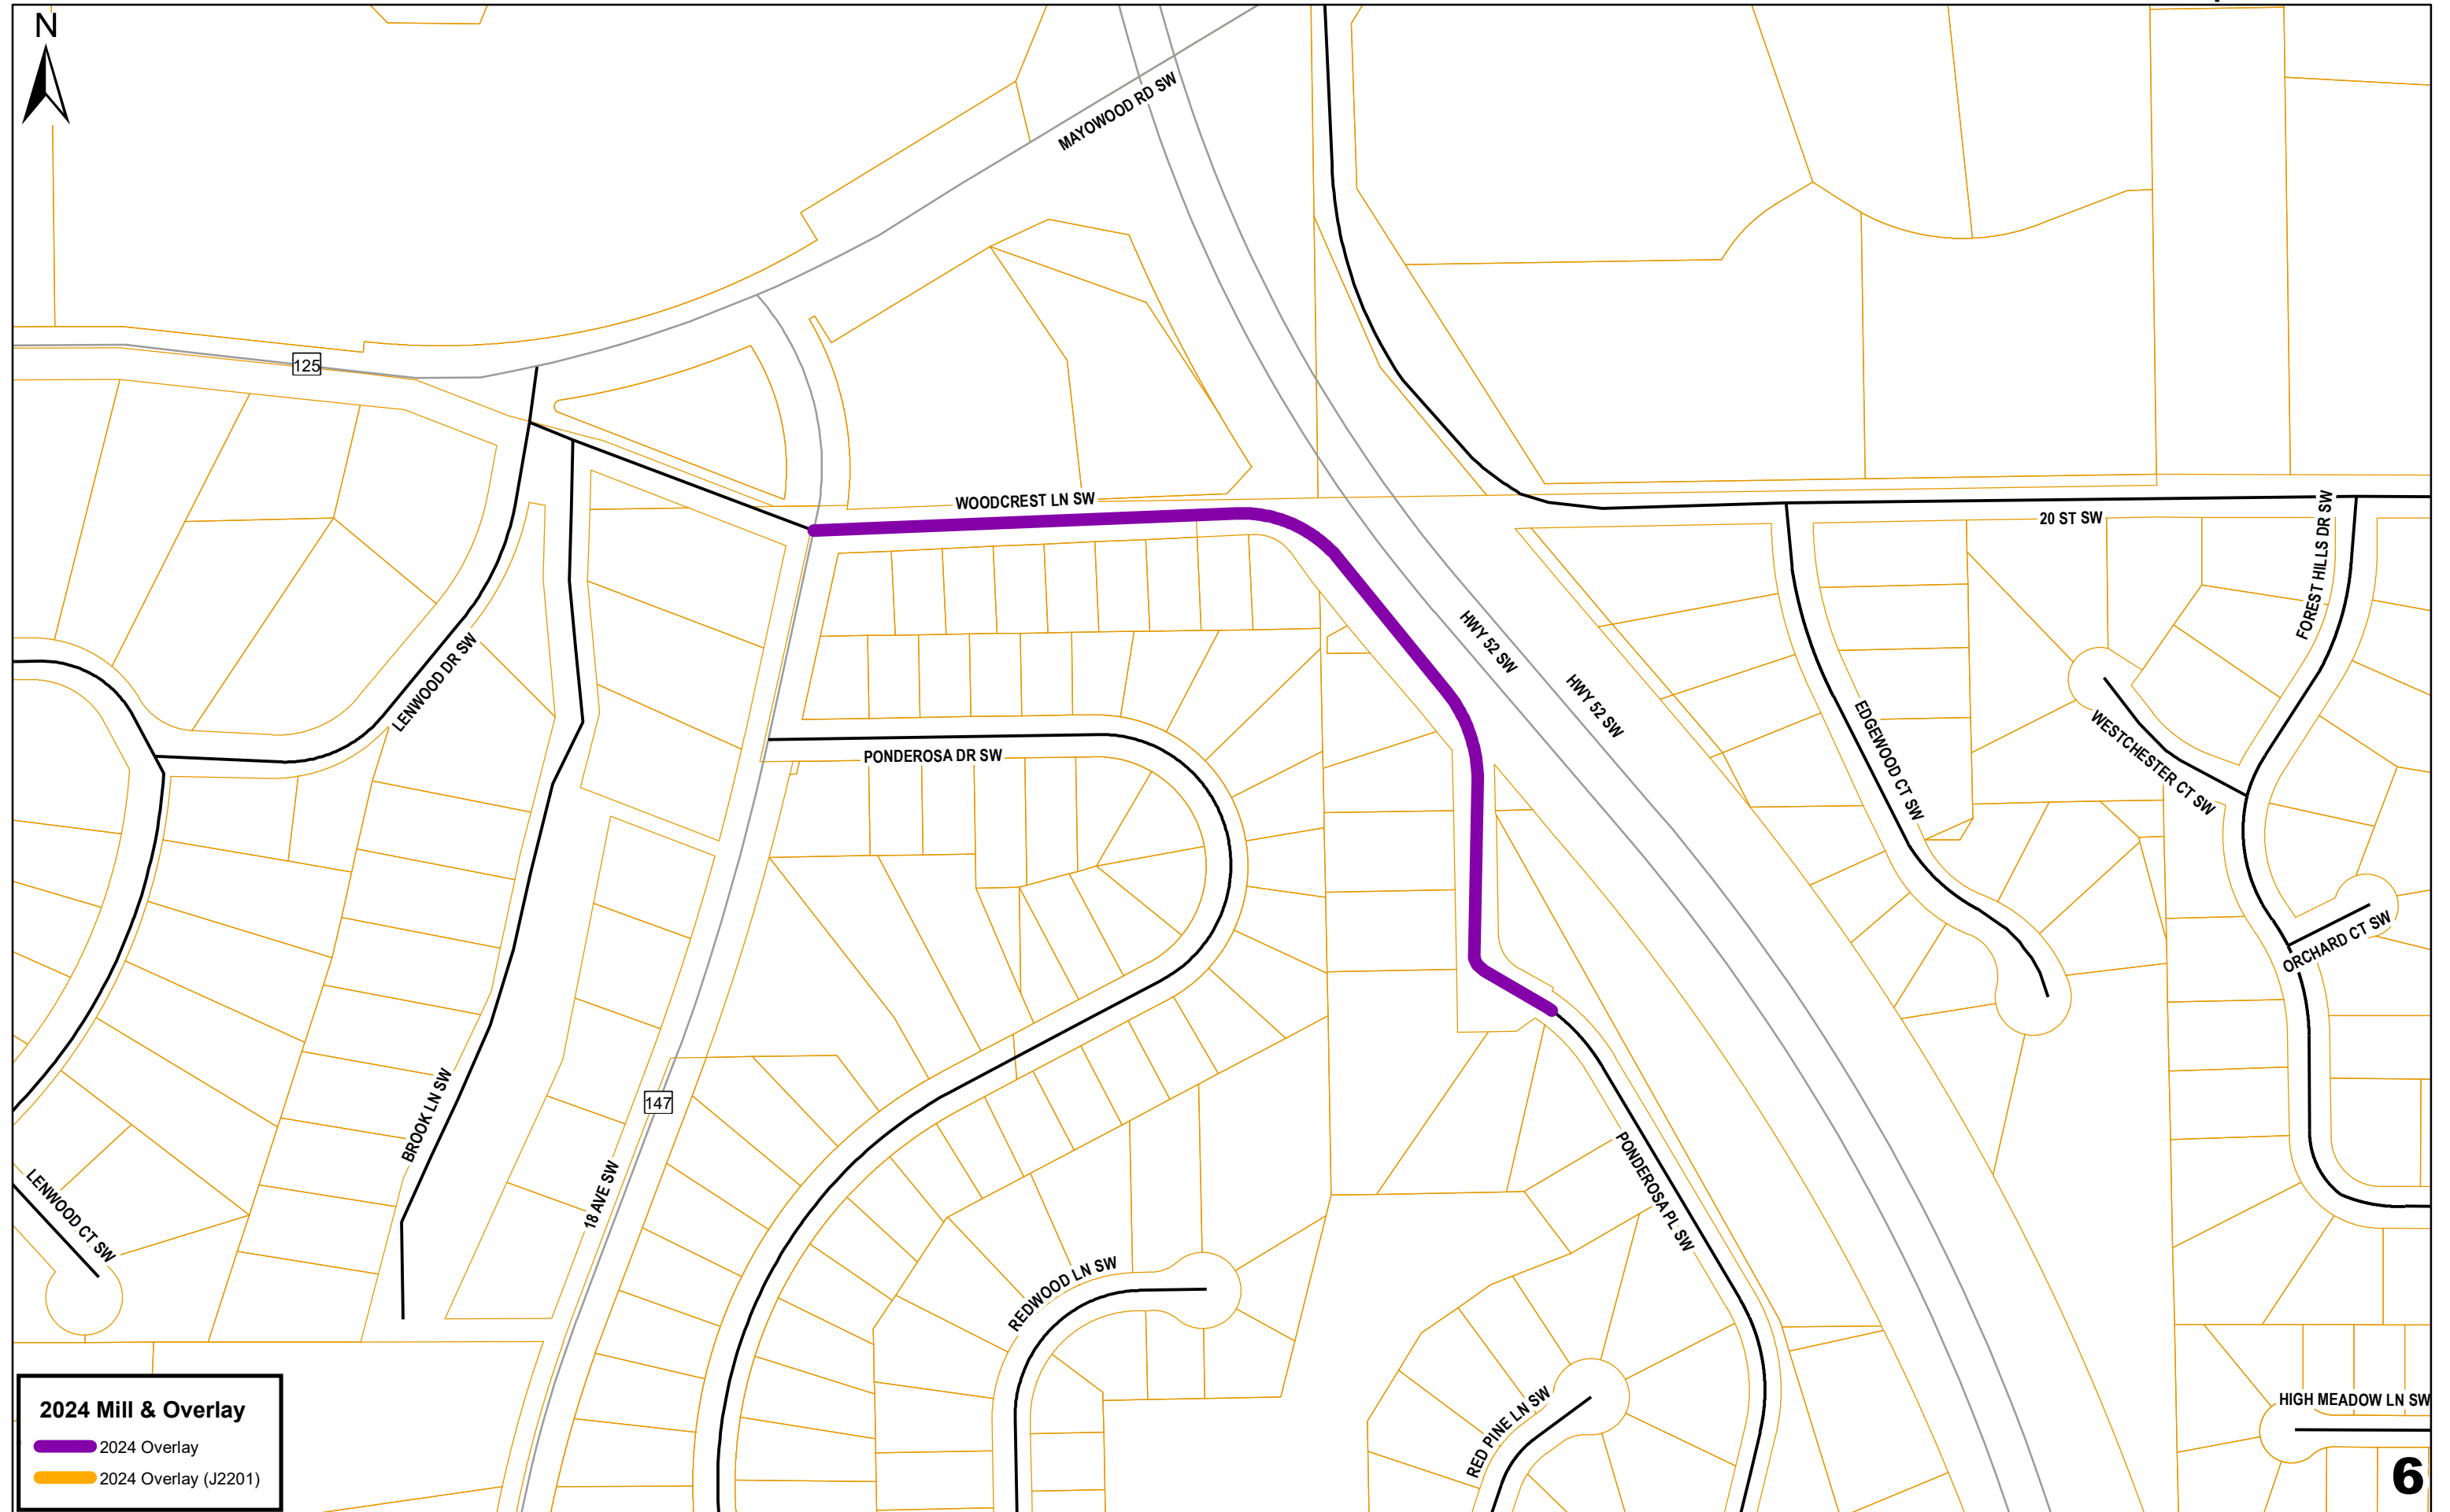 N
MAYOWOOD RD SW
125
WOODCREST LN SW
20 ST SW
FOREST HILLS DR SW
HWY 52 SW
HWY 52 SW
LENWOOD DR SW
PONDEROSA DR SW
EDGEWOOD CT SW
WESTCHESTER CT SW
ORCHARD CT SW
BROOK LN SW
147
18 AVE SW
LENWOOD CT SW
PONDEROSA PL SW
REDWOOD LN SW
RED PINE LN SW
HIGH MEADOW LN SW
2024 Mill & Overlay
2024 Overlay
2024 Overlay (J2201)
6